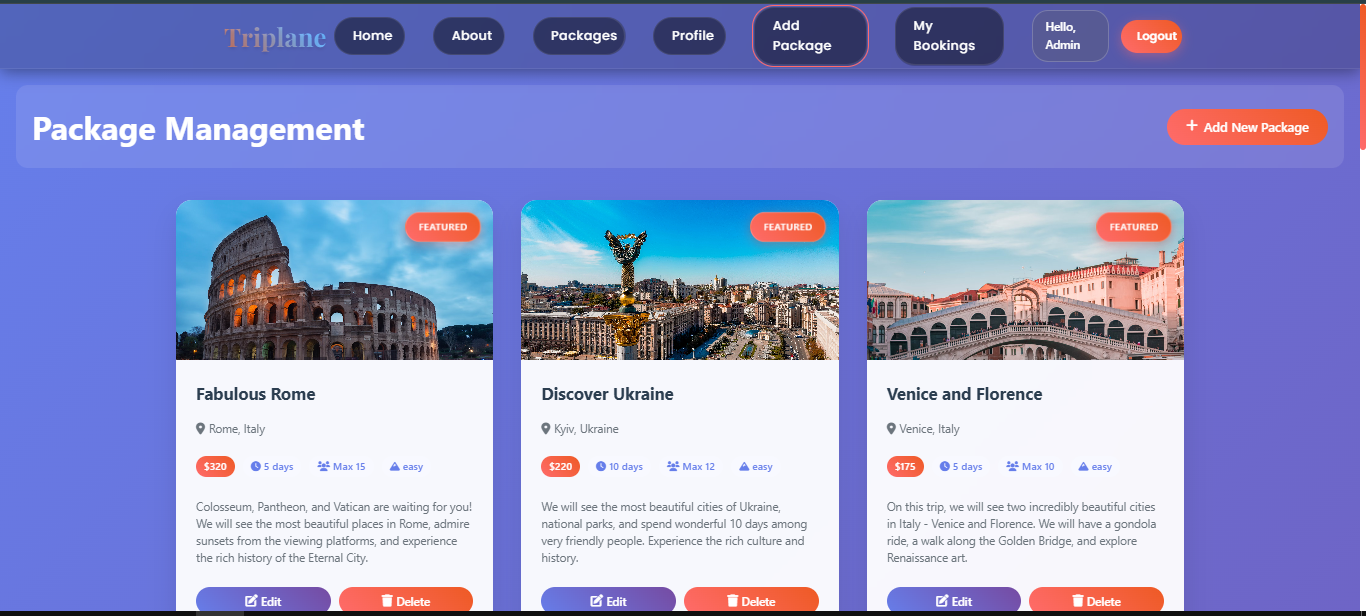 Triplane
Home
About
Packages
Profile
Add
Package
My
Bookings
Hello,
Admin
Logout
Package Management
+ Add New Package
FEATURED
Fabulous Rome
Rome, Italy
$320 5 days Max 15 easy
Colosseum, Pantheon, and Vatican are waiting for you!
We will see the most beautiful places in Rome, admire
sunsets from the viewing platforms, and experience
the rich history of the Eternal City.
Edit Delete
FEATURED
Discover Ukraine
Kyiv, Ukraine
$220 10 days Max 12 easy
We will see the most beautiful cities of Ukraine,
national parks, and spend wonderful 10 days among
very friendly people. Experience the rich culture and
history.
Edit Delete
FEATURED
Venice and Florence
Venice, Italy
$175 5 days Max 10 easy
On this trip, we will see two incredibly beautiful cities
in Italy - Venice and Florence. We will have a gondola
ride, a walk along the Golden Bridge, and explore
Renaissance art.
Edit Delete